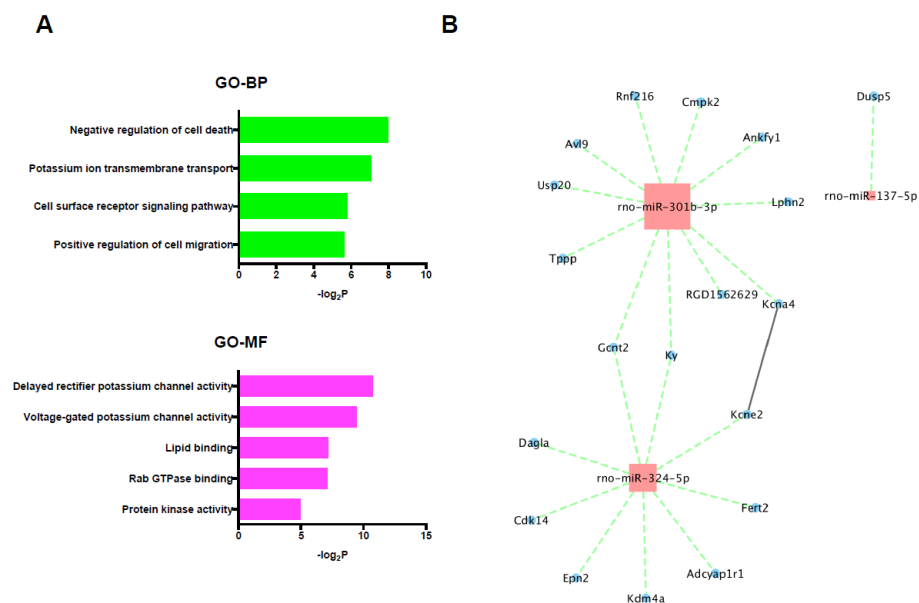 A
GO-BP
Negative regulation of cell death
Potassium ion transmembrane transport
Cell surface receptor signaling pathway
Positive regulation of cell migration
0 2 4 6 8 10
-log2P
GO-MF
Delayed rectifier potassium channel activity
Voltage-gated potassium channel activity
Lipid binding
Rab GTPase binding
Protein kinase activity
0 5 10 15
-log2P
B
Rnf216
Cmpk2
Dusp5
Avl9
Ankfy1
Usp20
rno-miR-137-5p
Lphn2
rno-miR-301b-3p
Tppp
RGD1562629
Kcna4
Gcnt2
Ky
Kcne2
Dagla
rno-miR-324-5p
Fert2
Cdk14
Epn2
Adcyap1r1
Kdm4a